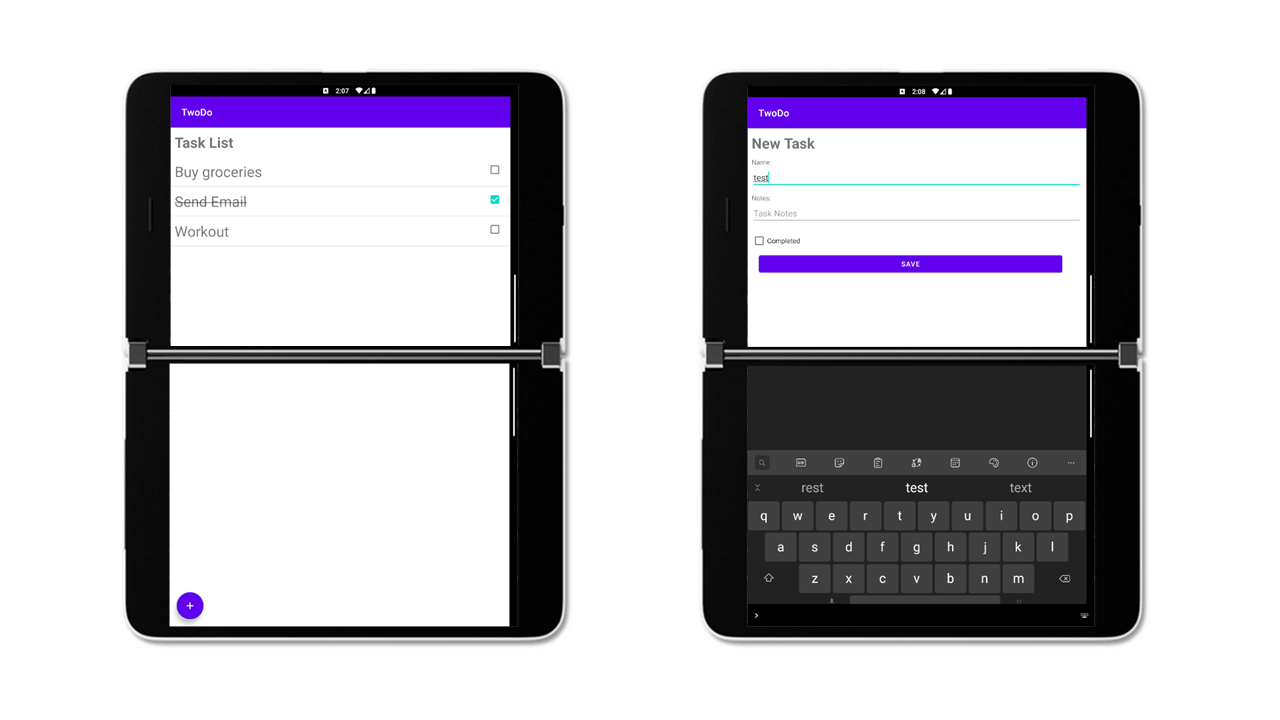 2:07
TwoDo
Task List
Buy groceries
Send Email
Workout
2:08
TwoDo
New Task
Name:
test
Notes:
Task Notes
Completed
SAVE
GIF
rest test text
q w e r t y u i o p
a s d f g h j k l
z x c v b n m